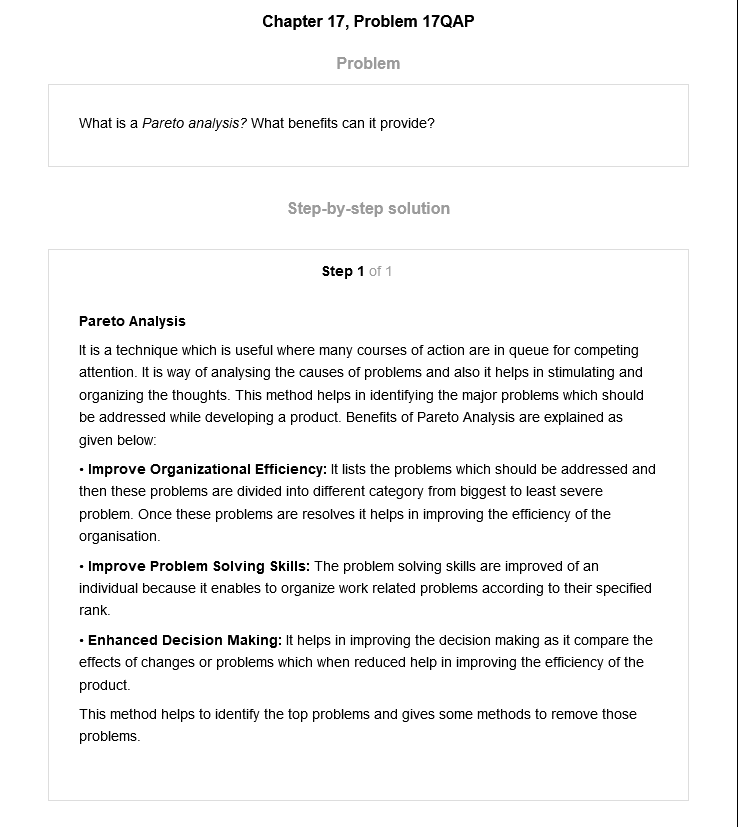 Chapter 17, Problem 17QAP
Problem
What is a Pareto analysis? What benefits can it provide?
Step-by-step solution
Step 1 of 1
Pareto Analysis
It is a technique which is useful where many courses of action are in queue for competing
attention. It is way of analysing the causes of problems and also it helps in stimulating and
organizing the thoughts. This method helps in identifying the major problems which should
be addressed while developing a product. Benefits of Pareto Analysis are explained as
given below:
• Improve Organizational Efficiency: It lists the problems which should be addressed and
then these problems are divided into different category from biggest to least severe
problem. Once these problems are resolves it helps in improving the efficiency of the
organisation.
• Improve Problem Solving Skills: The problem solving skills are improved of an
individual because it enables to organize work related problems according to their specified
rank.
• Enhanced Decision Making: It helps in improving the decision making as it compare the
effects of changes or problems which when reduced help in improving the efficiency of the
product.
This method helps to identify the top problems and gives some methods to remove those
problems.